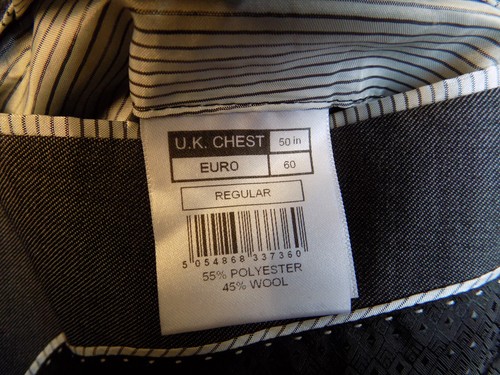 U.K. CHEST 50 in
EURO 60
REGULAR
5 054868 337360
55% POLYESTER
45% WOOL